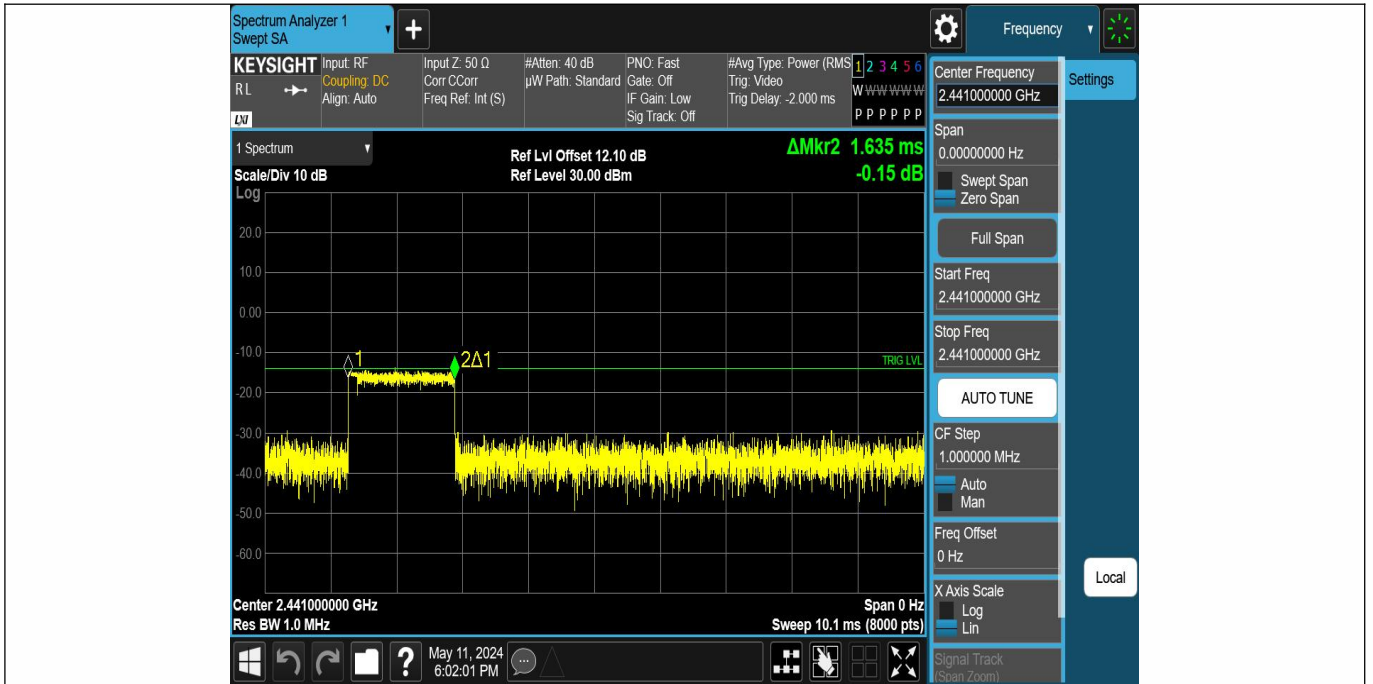 Spectrum Analyzer 1
Swept SA
+
Frequency
KEYSIGHT
RL
LXI
Input: RF
Coupling: DC
Align: Auto
Input Z: 50 Ω
Corr CCorr
Freq Ref: Int (S)
#Atten: 40 dB
µW Path: Standard
PNO: Fast
Gate: Off
IF Gain: Low
Sig Track: Off
#Avg Type: Power (RMS
Trig: Video
Trig Delay: -2.000 ms
1 2 3 4 5 6
W W W W W W
P P P P P P
1 Spectrum
Scale/Div 10 dB
Ref Lvl Offset 12.10 dB
Ref Level 30.00 dBm
ΔMkr2 1.635 ms
-0.15 dB
Log
20.0
10.0
0.00
-10.0
-20.0
-30.0
-40.0
-50.0
-60.0
1
2Δ1
TRIG LVL
Center 2.441000000 GHz
Res BW 1.0 MHz
Span 0 Hz
Sweep 10.1 ms (8000 pts)
Center Frequency
2.441000000 GHz
Settings
Span
0.00000000 Hz
Swept Span
Zero Span
Full Span
Start Freq
2.441000000 GHz
Stop Freq
2.441000000 GHz
AUTO TUNE
CF Step
1.000000 MHz
Auto
Man
Freq Offset
0 Hz
X Axis Scale
Log
Lin
Signal Track
(Span Zoom)
Local
?
May 11, 2024
6:02:01 PM